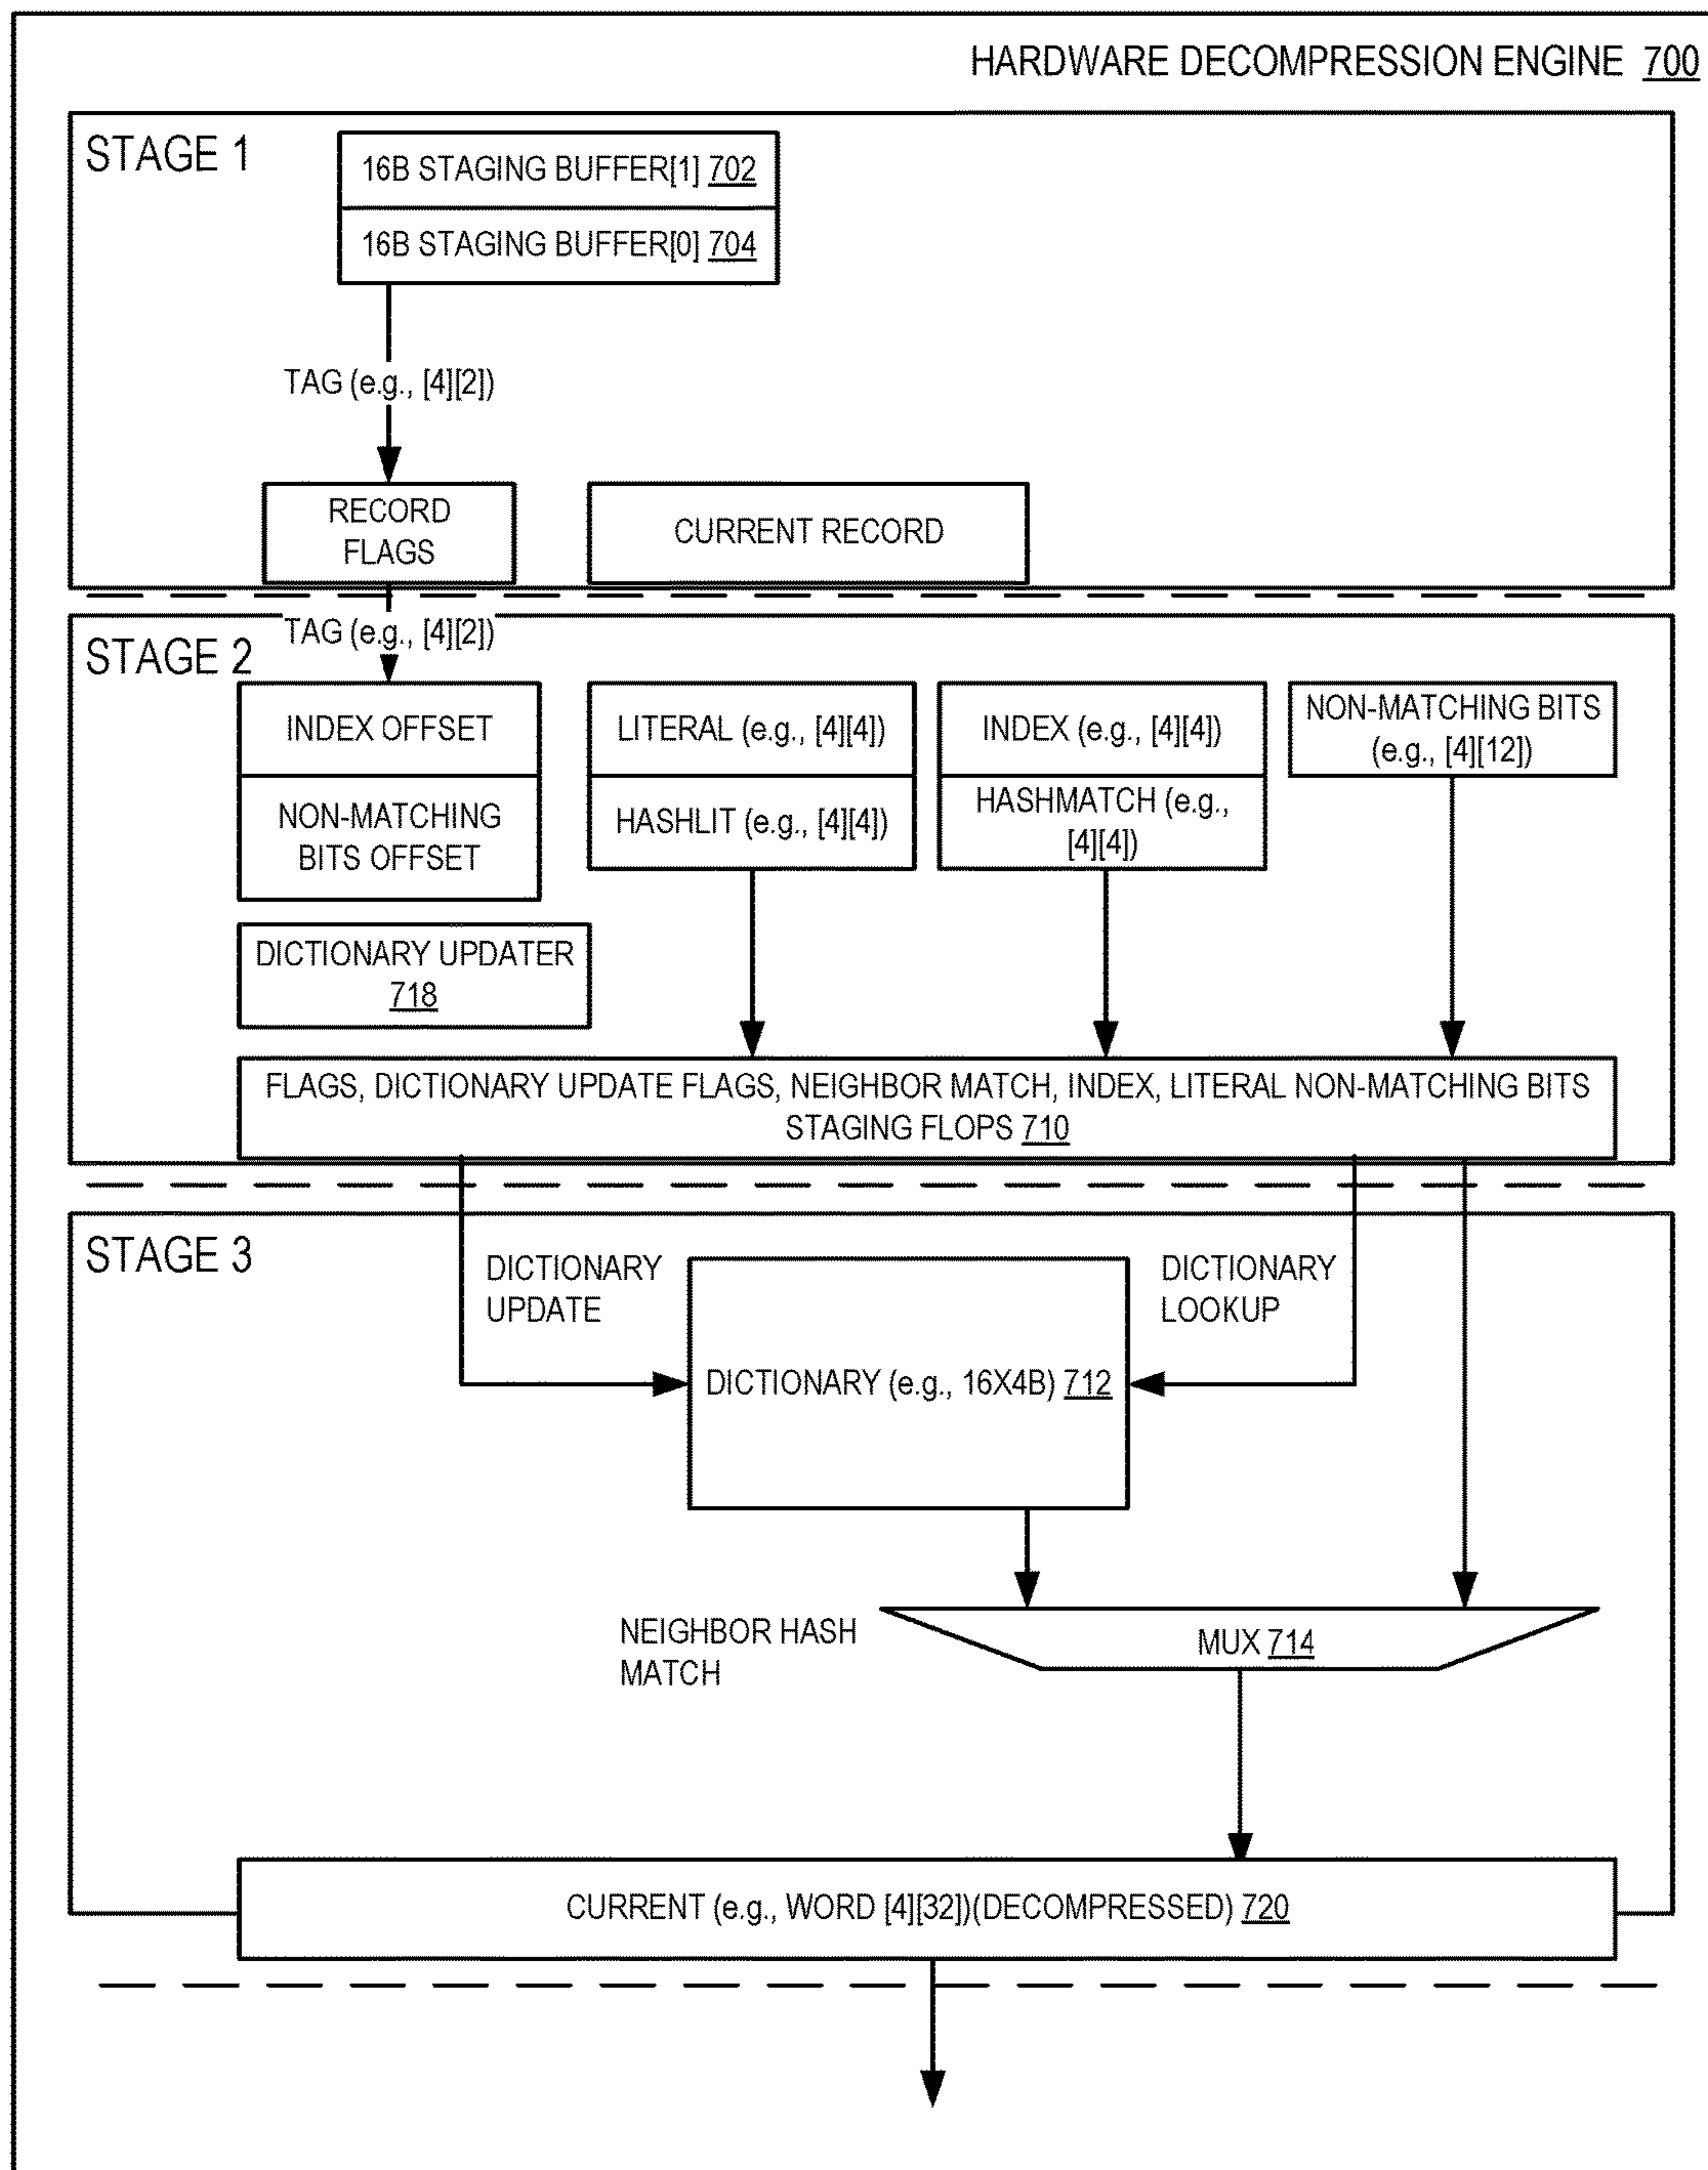 HARDWARE DECOMPRESSION ENGINE 700
STAGE 1
16B STAGING BUFFER[1] 702
16B STAGING BUFFER[0] 704
TAG (e.g., [4][2])
RECORD
FLAGS
CURRENT RECORD
TAG (e.g., [4][2])
STAGE 2
INDEX OFFSET
NON-MATCHING
BITS OFFSET
LITERAL (e.g., [4][4])
HASHLIT (e.g., [4][4])
INDEX (e.g., [4][4])
HASHMATCH (e.g.,
[4][4])
NON-MATCHING BITS
(e.g., [4][12])
DICTIONARY UPDATER
718
FLAGS, DICTIONARY UPDATE FLAGS, NEIGHBOR MATCH, INDEX, LITERAL NON-MATCHING BITS
STAGING FLOPS 710
STAGE 3
DICTIONARY
UPDATE
DICTIONARY (e.g., 16X4B) 712
DICTIONARY
LOOKUP
NEIGHBOR HASH
MATCH
MUX 714
CURRENT (e.g., WORD [4][32])(DECOMPRESSED) 720